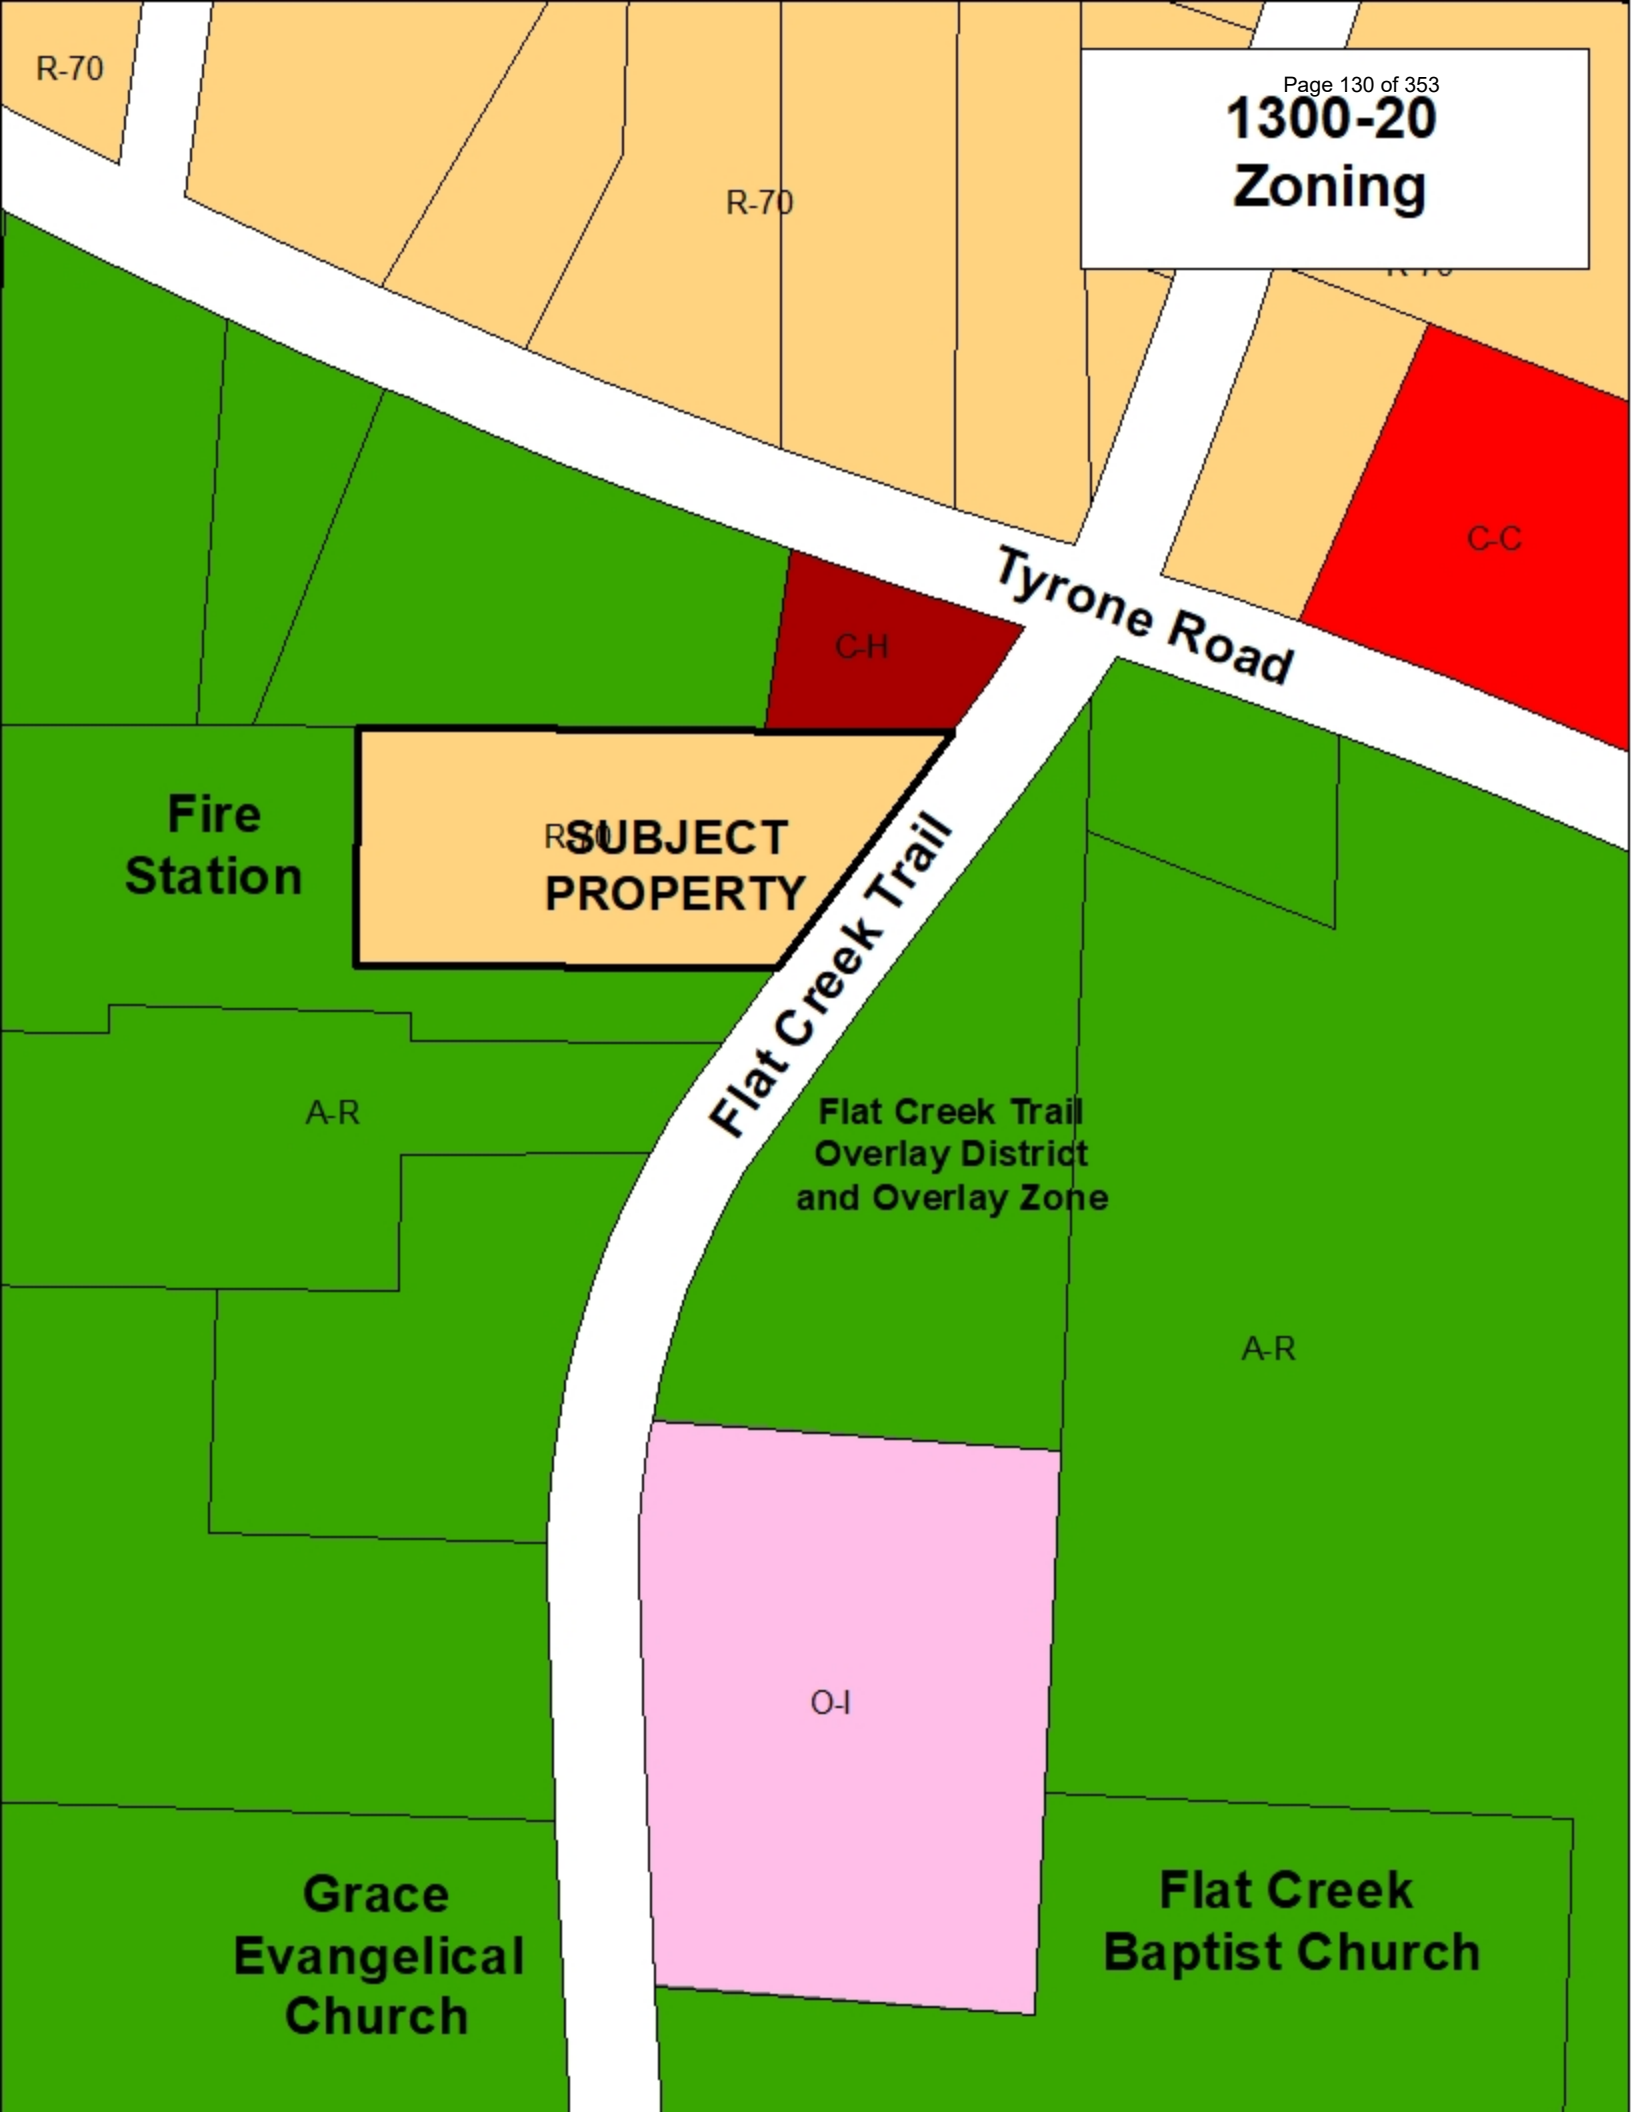 R-70
Page 130 of 353
1300-20
Zoning
R-70
R-70
C-C
Tyrone Road
C-H
Fire
Station
SUBJECT
PROPERTY
Flat Creek Trail
A-R
Flat Creek Trail
Overlay District
and Overlay Zone
A-R
O-I
Grace
Evangelical
Church
Flat Creek
Baptist Church